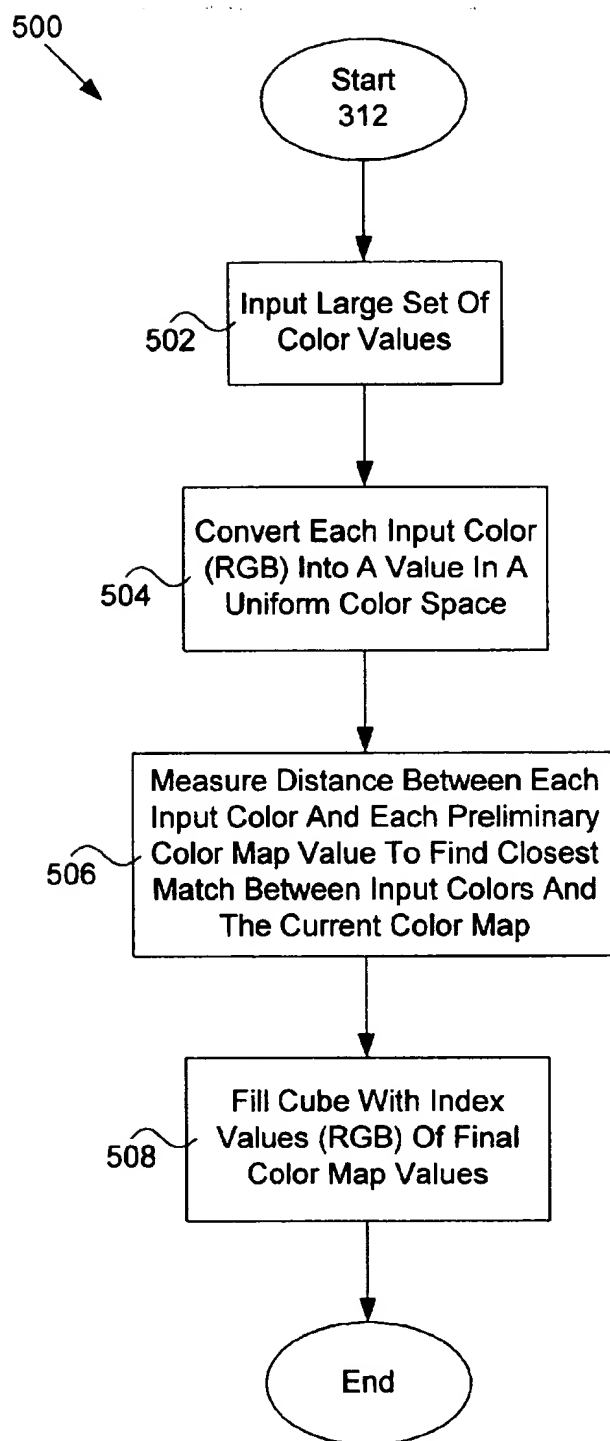 500
Start
312
Input Large Set Of
Color Values
502
Convert Each Input Color
(RGB) Into A Value In A
Uniform Color Space
504
Measure Distance Between Each
Input Color And Each Preliminary
Color Map Value To Find Closest
Match Between Input Colors And
The Current Color Map
506
Fill Cube With Index
Values (RGB) Of Final
Color Map Values
508
End